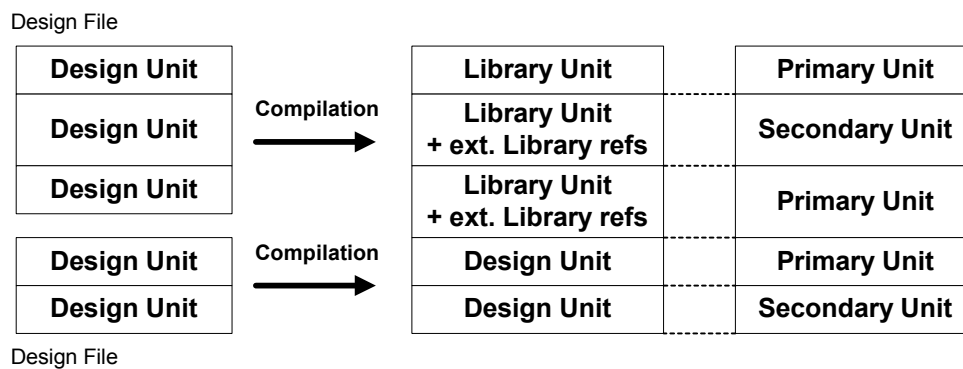 Design File
Design Unit
Design Unit
Design Unit
Compilation
Library Unit
Library Unit
+ ext. Library refs
Library Unit
+ ext. Library refs
Primary Unit
Secondary Unit
Primary Unit
Design Unit
Design Unit
Compilation
Design Unit
Design Unit
Primary Unit
Secondary Unit
Design File